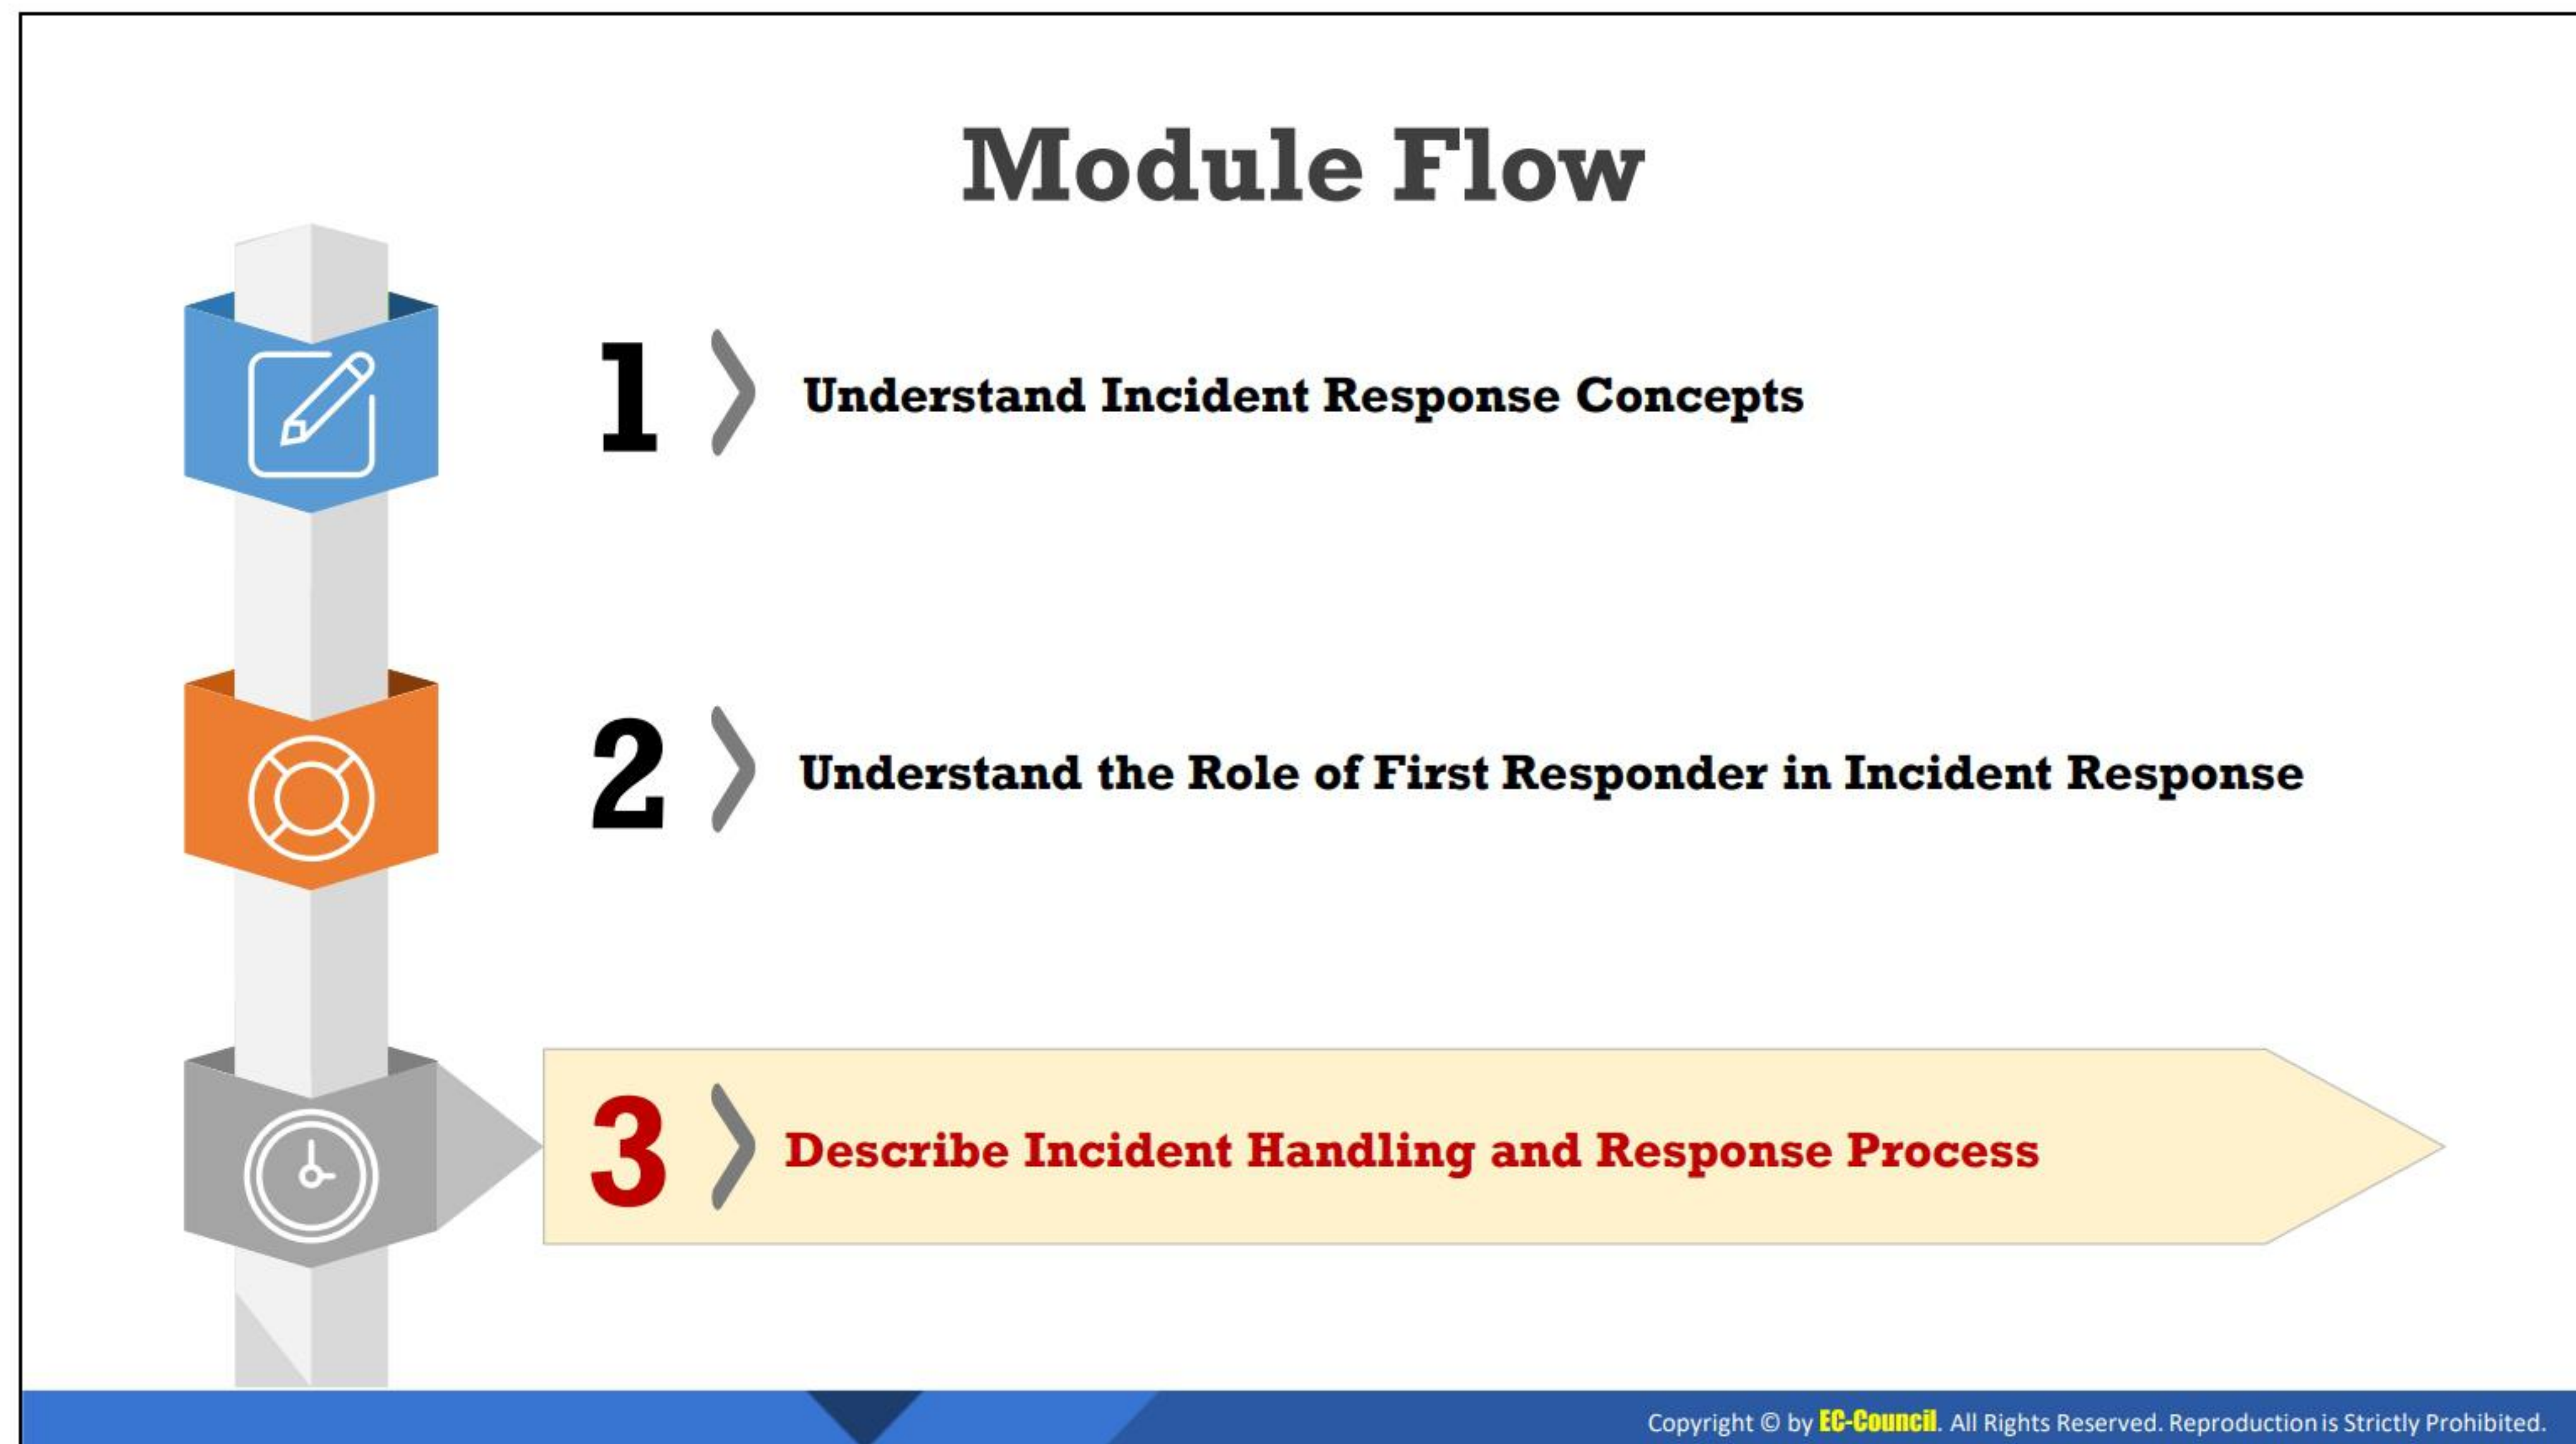 Module Flow
1 Understand Incident Response Concepts
2 Understand the Role of First Responder in Incident Response
3 Describe Incident Handling and Response Process
Copyright © by EC-Council. All Rights Reserved. Reproduction is Strictly Prohibited.